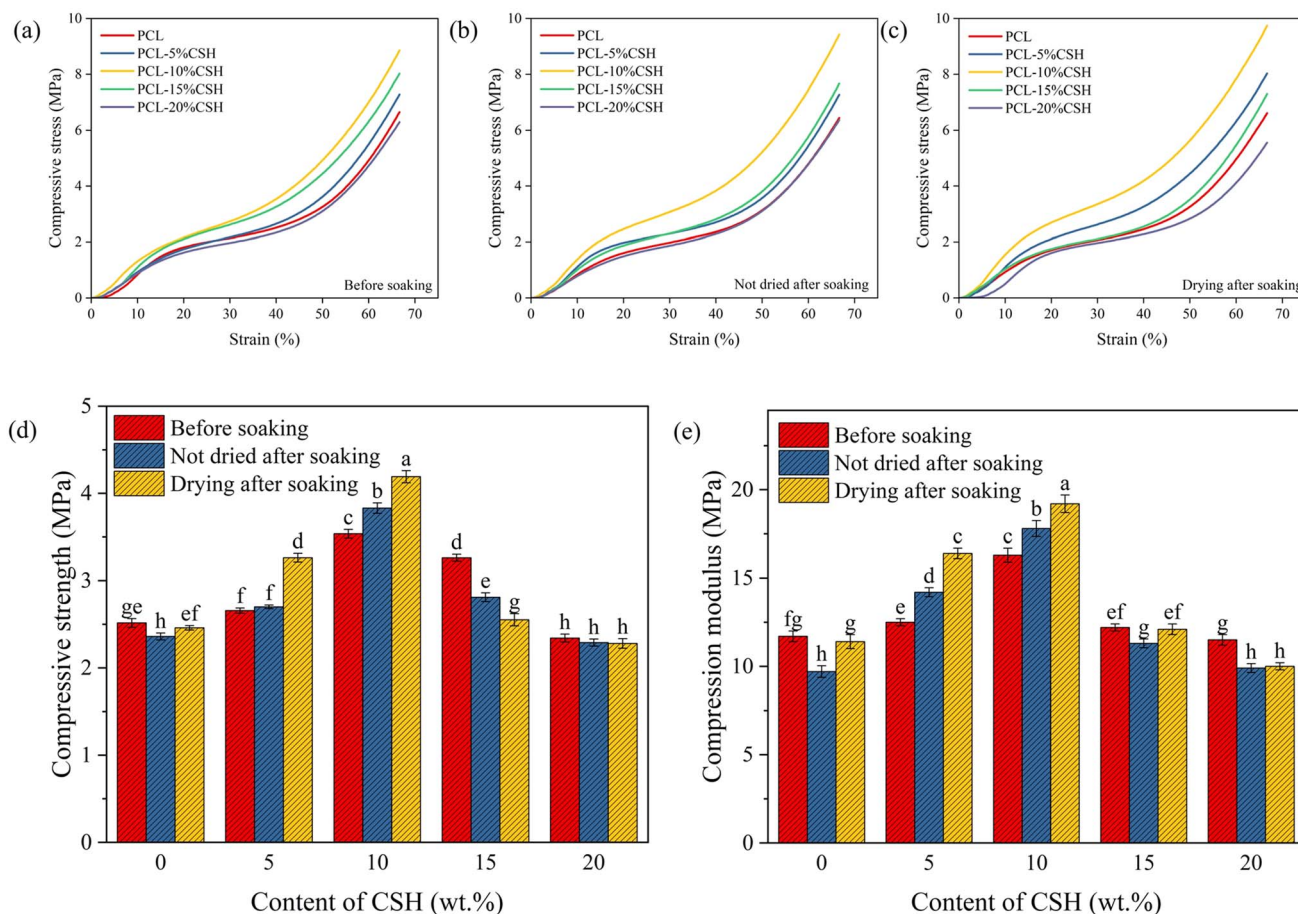 (a)
10
8
6
4
2
0
Compressive stress (MPa)
PCL
PCL-5%CSH
PCL-10%CSH
PCL-15%CSH
PCL-20%CSH
Before soaking
0 10 20 30 40 50 60 70
Strain (%)
(b)
10
8
6
4
2
0
Compressive stress (MPa)
PCL
PCL-5%CSH
PCL-10%CSH
PCL-15%CSH
PCL-20%CSH
Not dried after soaking
0 10 20 30 40 50 60 70
Strain (%)
(c)
10
8
6
4
2
0
Compressive stress (MPa)
PCL
PCL-5%CSH
PCL-10%CSH
PCL-15%CSH
PCL-20%CSH
Drying after soaking
0 10 20 30 40 50 60 70
Strain (%)
(d)
5
4
3
2
1
0
Compressive strength (MPa)
Before soaking
Not dried after soaking
Drying after soaking
ge h ef f f d c b a d e g h h h
0 5 10 15 20
Content of CSH (wt.%)
(e)
20
15
10
5
0
Compression modulus (MPa)
Before soaking
Not dried after soaking
Drying after soaking
fg h g e d c c b a ef g ef g h h
0 5 10 15 20
Content of CSH (wt.%)